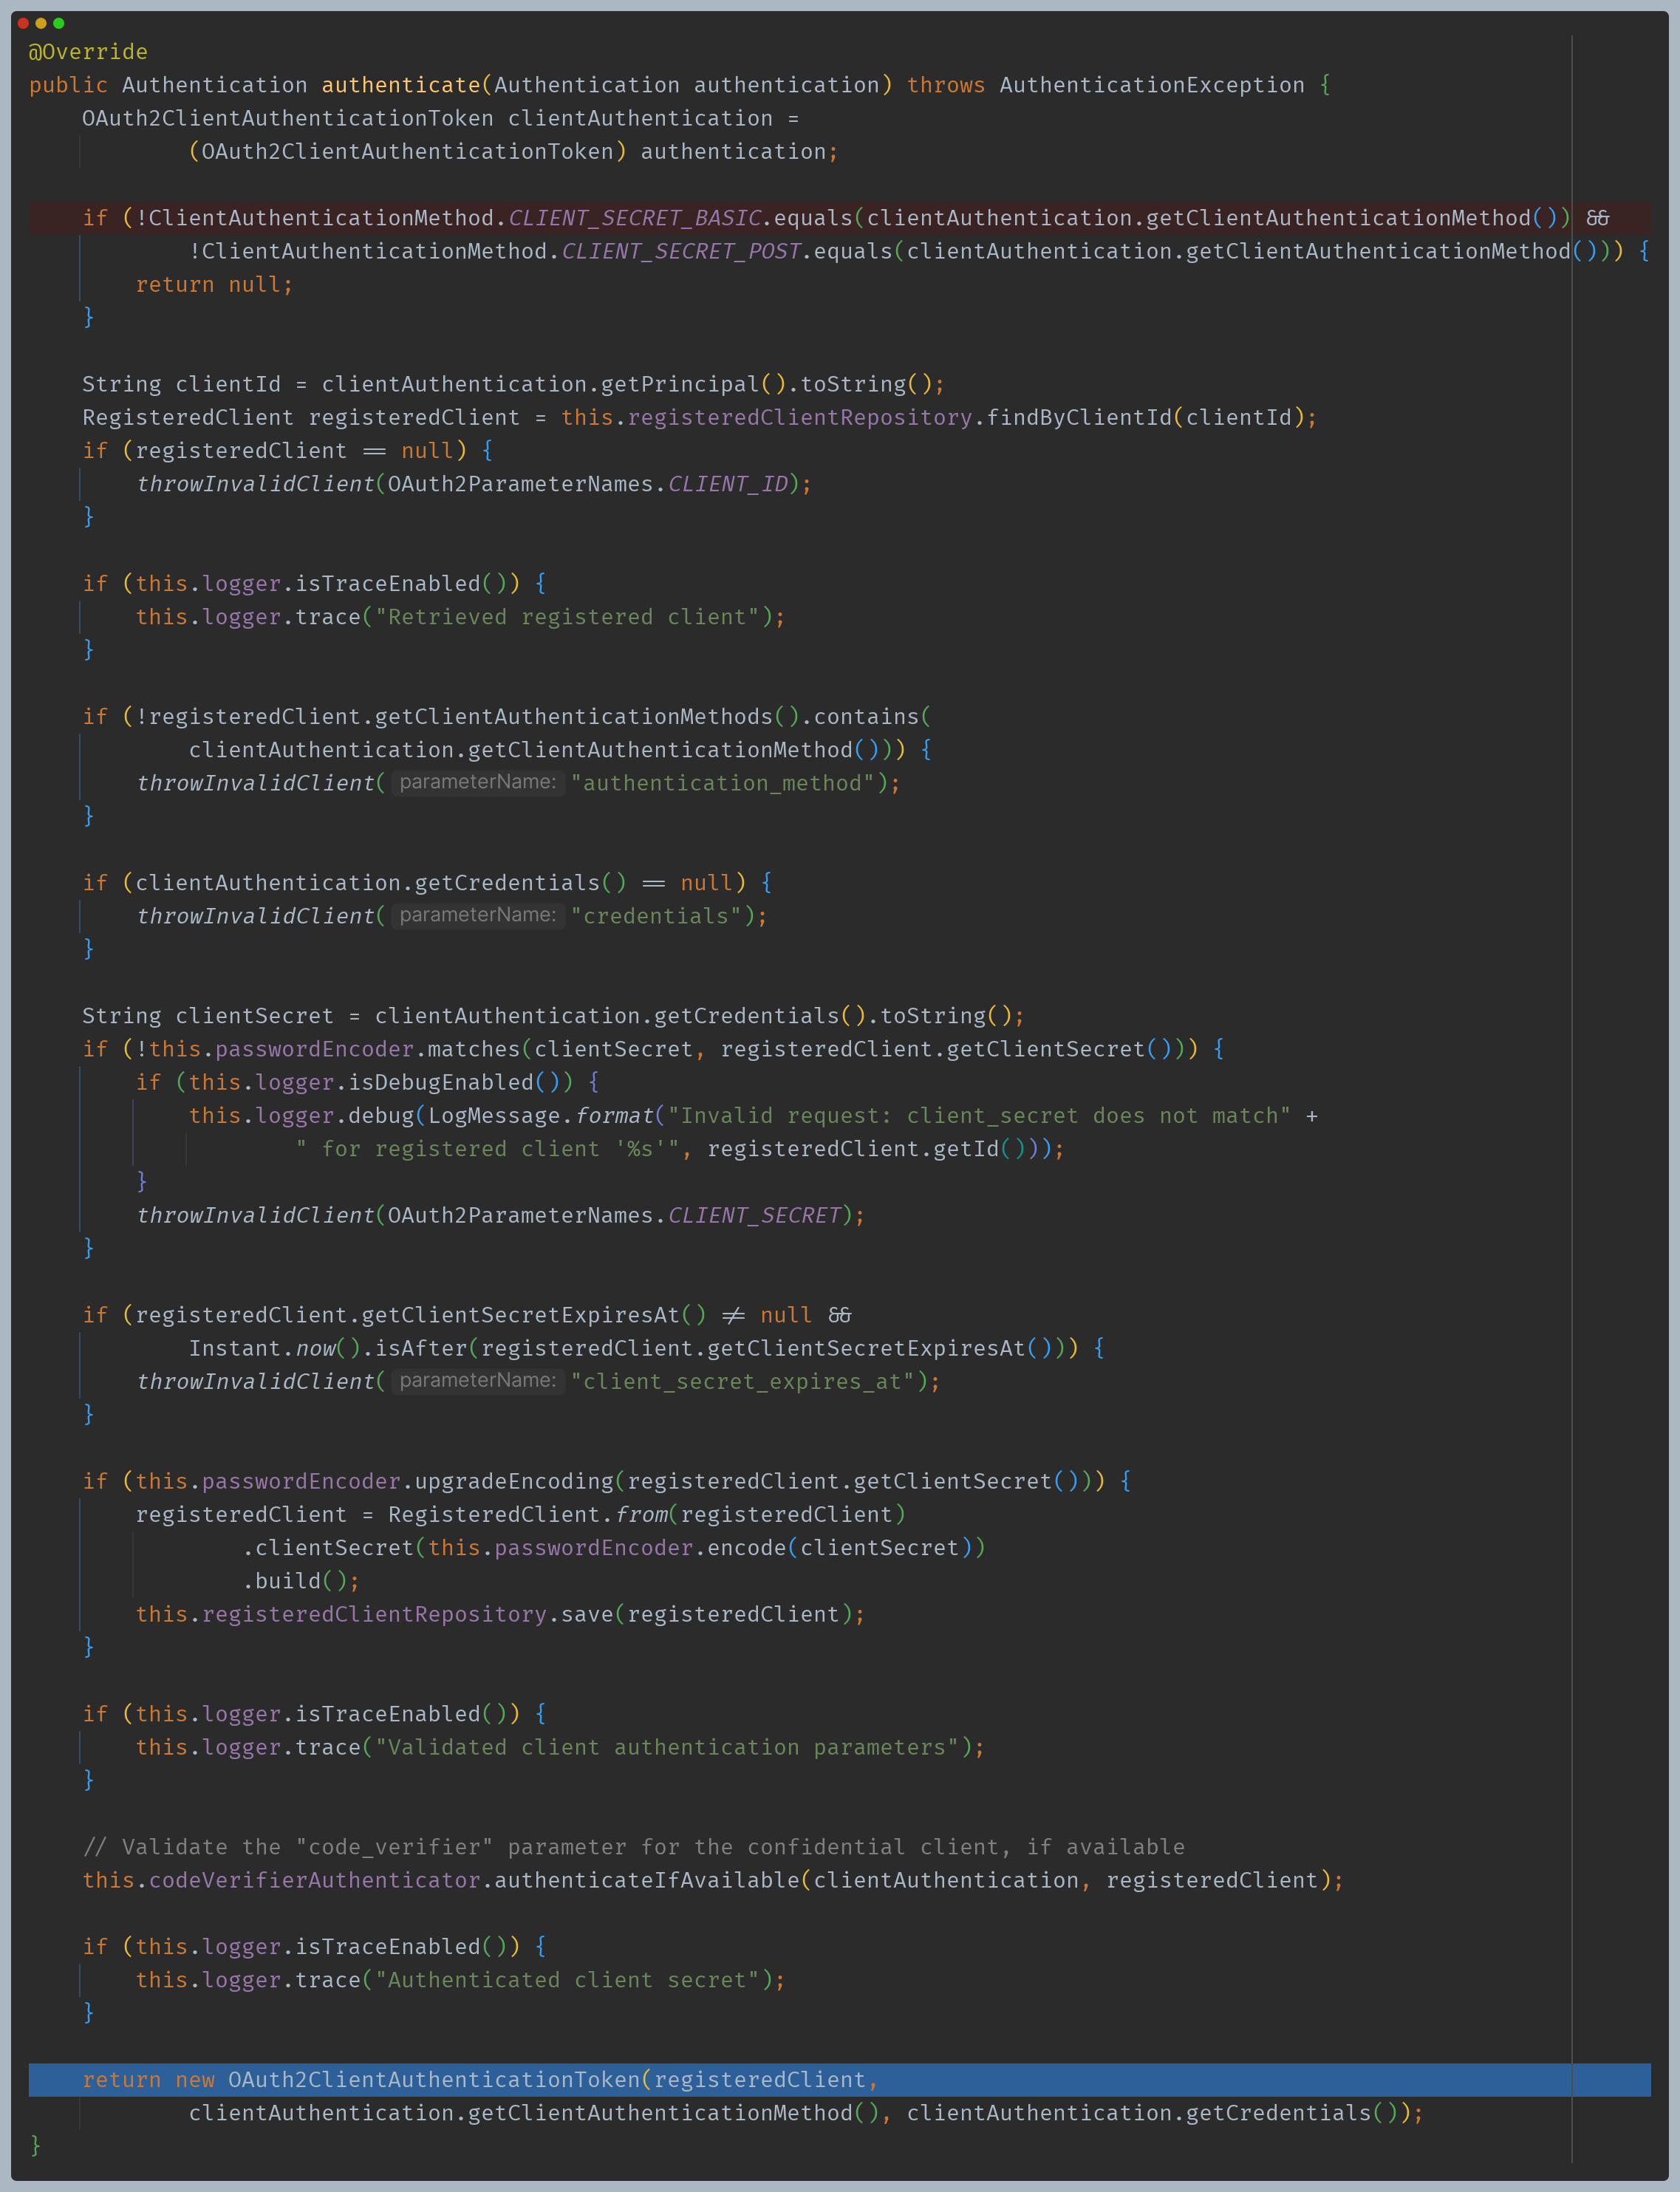 @Override
public Authentication authenticate(Authentication authentication) throws AuthenticationException {
    OAuth2ClientAuthenticationToken clientAuthentication =
            (OAuth2ClientAuthenticationToken) authentication;

    if (!ClientAuthenticationMethod.CLIENT_SECRET_BASIC.equals(clientAuthentication.getClientAuthenticationMethod()) &&
            !ClientAuthenticationMethod.CLIENT_SECRET_POST.equals(clientAuthentication.getClientAuthenticationMethod())) {
        return null;
    }

    String clientId = clientAuthentication.getPrincipal().toString();
    RegisteredClient registeredClient = this.registeredClientRepository.findByClientId(clientId);
    if (registeredClient == null) {
        throwInvalidClient(OAuth2ParameterNames.CLIENT_ID);
    }

    if (this.logger.isTraceEnabled()) {
        this.logger.trace("Retrieved registered client");
    }

    if (!registeredClient.getClientAuthenticationMethods().contains(
            clientAuthentication.getClientAuthenticationMethod())) {
        throwInvalidClient( parameterName: "authentication_method");
    }

    if (clientAuthentication.getCredentials() == null) {
        throwInvalidClient( parameterName: "credentials");
    }

    String clientSecret = clientAuthentication.getCredentials().toString();
    if (!this.passwordEncoder.matches(clientSecret, registeredClient.getClientSecret())) {
        if (this.logger.isDebugEnabled()) {
            this.logger.debug(LogMessage.format("Invalid request: client_secret does not match" +
                    " for registered client '%s'", registeredClient.getId()));
        }
        throwInvalidClient(OAuth2ParameterNames.CLIENT_SECRET);
    }

    if (registeredClient.getClientSecretExpiresAt() != null &&
            Instant.now().isAfter(registeredClient.getClientSecretExpiresAt())) {
        throwInvalidClient( parameterName: "client_secret_expires_at");
    }

    if (this.passwordEncoder.upgradeEncoding(registeredClient.getClientSecret())) {
        registeredClient = RegisteredClient.from(registeredClient)
                .clientSecret(this.passwordEncoder.encode(clientSecret))
                .build();
        this.registeredClientRepository.save(registeredClient);
    }

    if (this.logger.isTraceEnabled()) {
        this.logger.trace("Validated client authentication parameters");
    }

    // Validate the "code_verifier" parameter for the confidential client, if available
    this.codeVerifierAuthenticator.authenticateIfAvailable(clientAuthentication, registeredClient);

    if (this.logger.isTraceEnabled()) {
        this.logger.trace("Authenticated client secret");
    }

    return new OAuth2ClientAuthenticationToken(registeredClient,
            clientAuthentication.getClientAuthenticationMethod(), clientAuthentication.getCredentials());
}